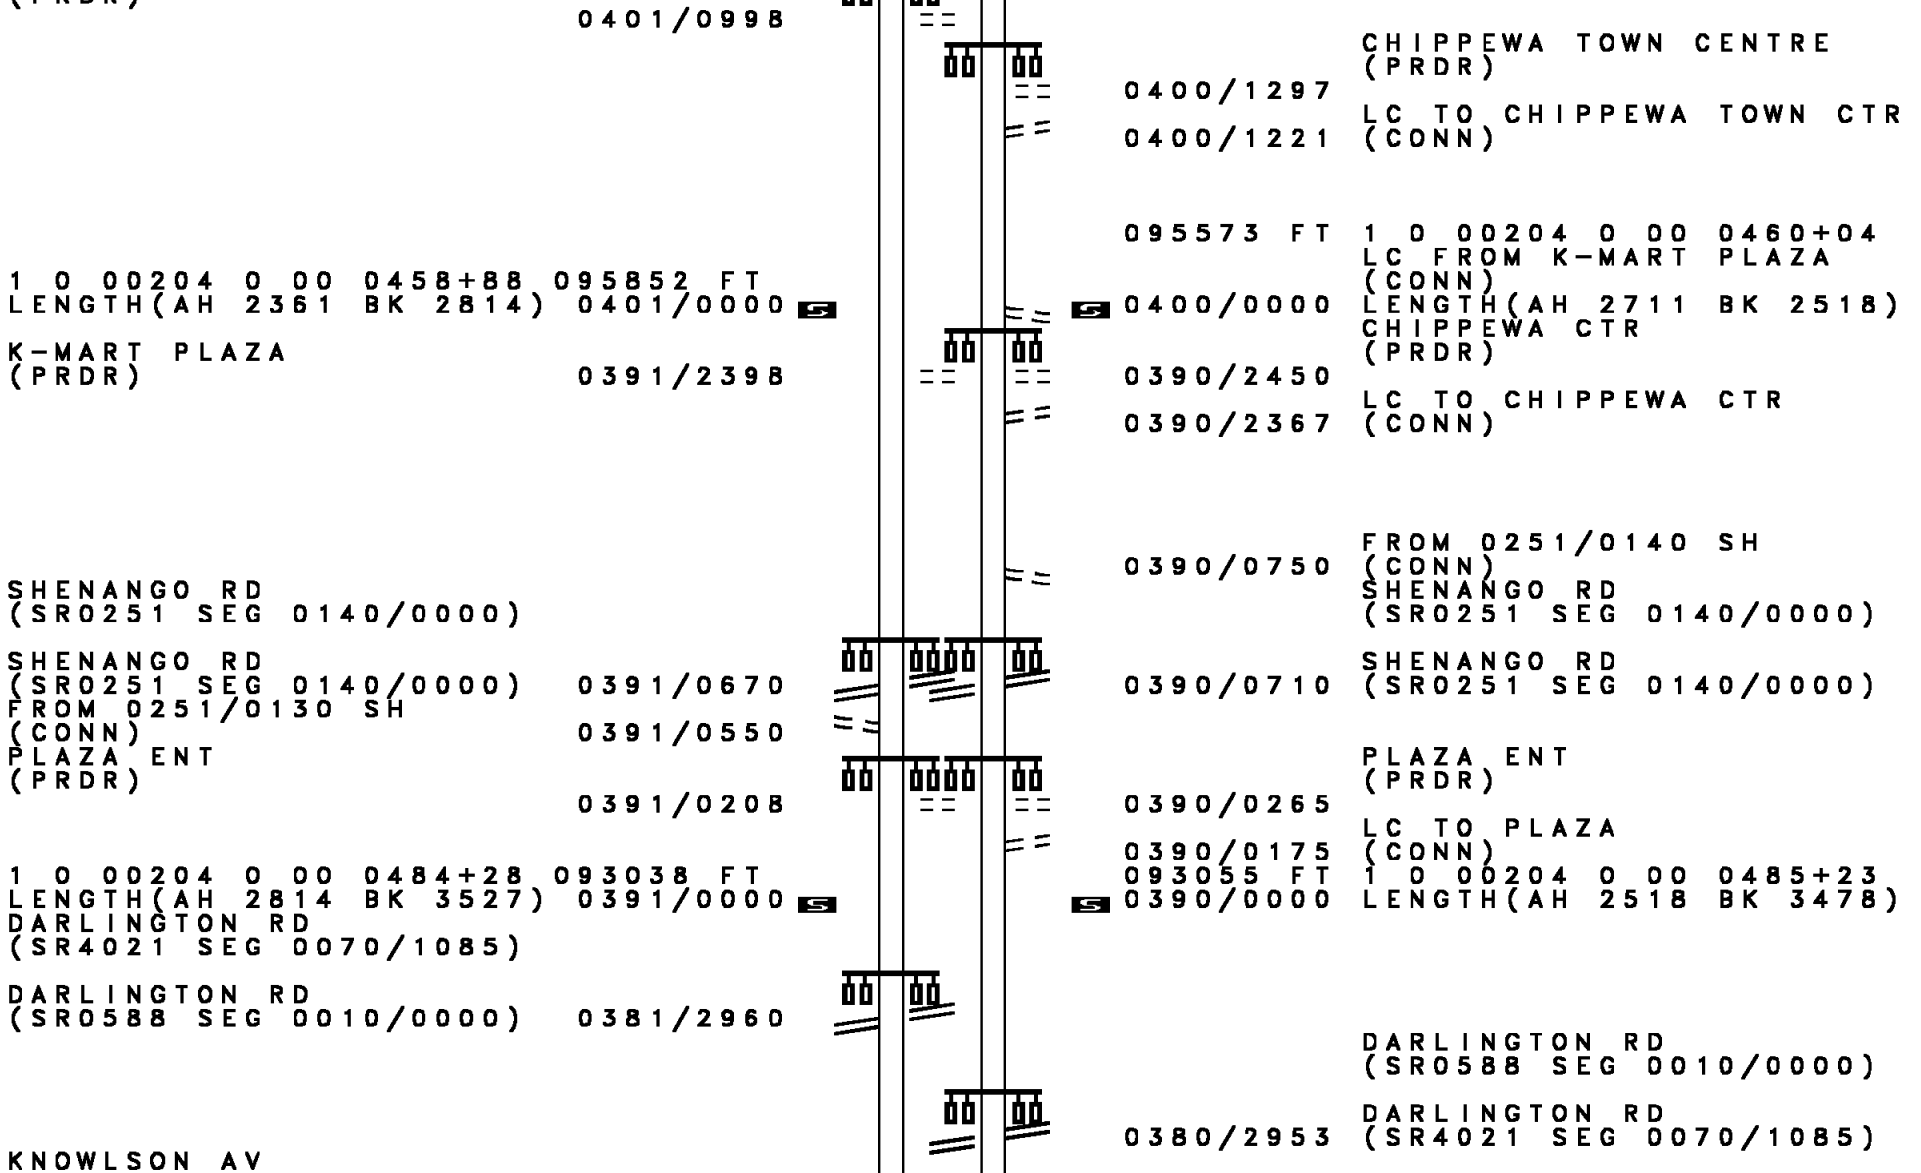 (PRDR)
0401/0998
1 0 00204 0 00 0458+88 095852 FT
LENGTH(AH 2361 BK 2814) 0401/0000 S
K-MART PLAZA
(PRDR) 0391/2398
SHENANGO RD
(SR0251 SEG 0140/0000)
SHENANGO RD
(SR0251 SEG 0140/0000) 0391/0670
FROM 0251/0130 SH
(CONN) 0391/0550
PLAZA ENT
(PRDR)
0391/0208
1 0 00204 0 00 0484+28 093038 FT
LENGTH(AH 2814 BK 3527) 0391/0000 S
DARLINGTON RD
(SR4021 SEG 0070/1085)
DARLINGTON RD
(SR0588 SEG 0010/0000) 0381/2960
KNOWLSON AV
CHIPPEWA TOWN CENTRE
(PRDR)
0400/1297
LC TO CHIPPEWA TOWN CTR
0400/1221 (CONN)
095573 FT 1 0 00204 0 00 0460+04
LC FROM K-MART PLAZA
(CONN)
S 0400/0000 LENGTH(AH 2711 BK 2518)
CHIPPEWA CTR
(PRDR)
0390/2450
LC TO CHIPPEWA CTR
0390/2367 (CONN)
FROM 0251/0140 SH
0390/0750 (CONN)
SHENANGO RD
(SR0251 SEG 0140/0000)
SHENANGO RD
0390/0710 (SR0251 SEG 0140/0000)
PLAZA ENT
(PRDR)
0390/0265
LC TO PLAZA
0390/0175 (CONN)
093055 FT 1 0 00204 0 00 0485+23
S 0390/0000 LENGTH(AH 2518 BK 3478)
DARLINGTON RD
(SR0588 SEG 0010/0000)
DARLINGTON RD
0380/2953 (SR4021 SEG 0070/1085)